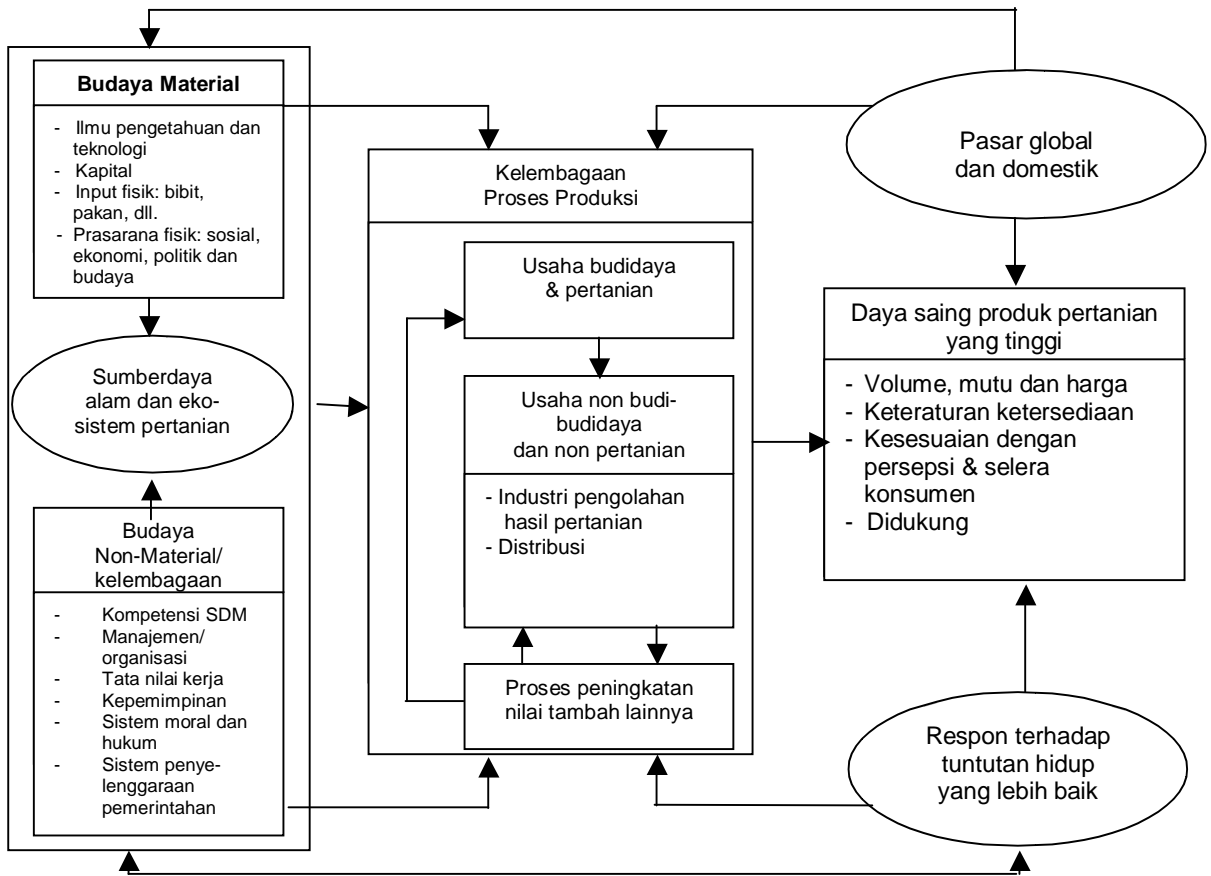 Budaya Material
- Ilmu pengetahuan dan
teknologi
- Kapital
- Input fisik: bibit,
pakan, dll.
- Prasarana fisik: sosial,
ekonomi, politik dan
budaya
Sumberdaya
alam dan eko-
sistem pertanian
Budaya
Non-Material/
kelembagaan
- Kompetensi SDM
- Manajemen/
organisasi
- Tata nilai kerja
- Kepemimpinan
- Sistem moral dan
hukum
- Sistem penye-
lenggaraan
pemerintahan
Kelembagaan
Proses Produksi
Usaha budidaya
& pertanian
Usaha non budi-
budidaya
dan non pertanian
- Industri pengolahan
hasil pertanian
- Distribusi
Proses peningkatan
nilai tambah lainnya
Pasar global
dan domestik
Daya saing produk pertanian
yang tinggi
- Volume, mutu dan harga
- Keteraturan ketersediaan
- Kesesuaian dengan
persepsi & selera
konsumen
- Didukung
Respon terhadap
tuntutan hidup
yang lebih baik